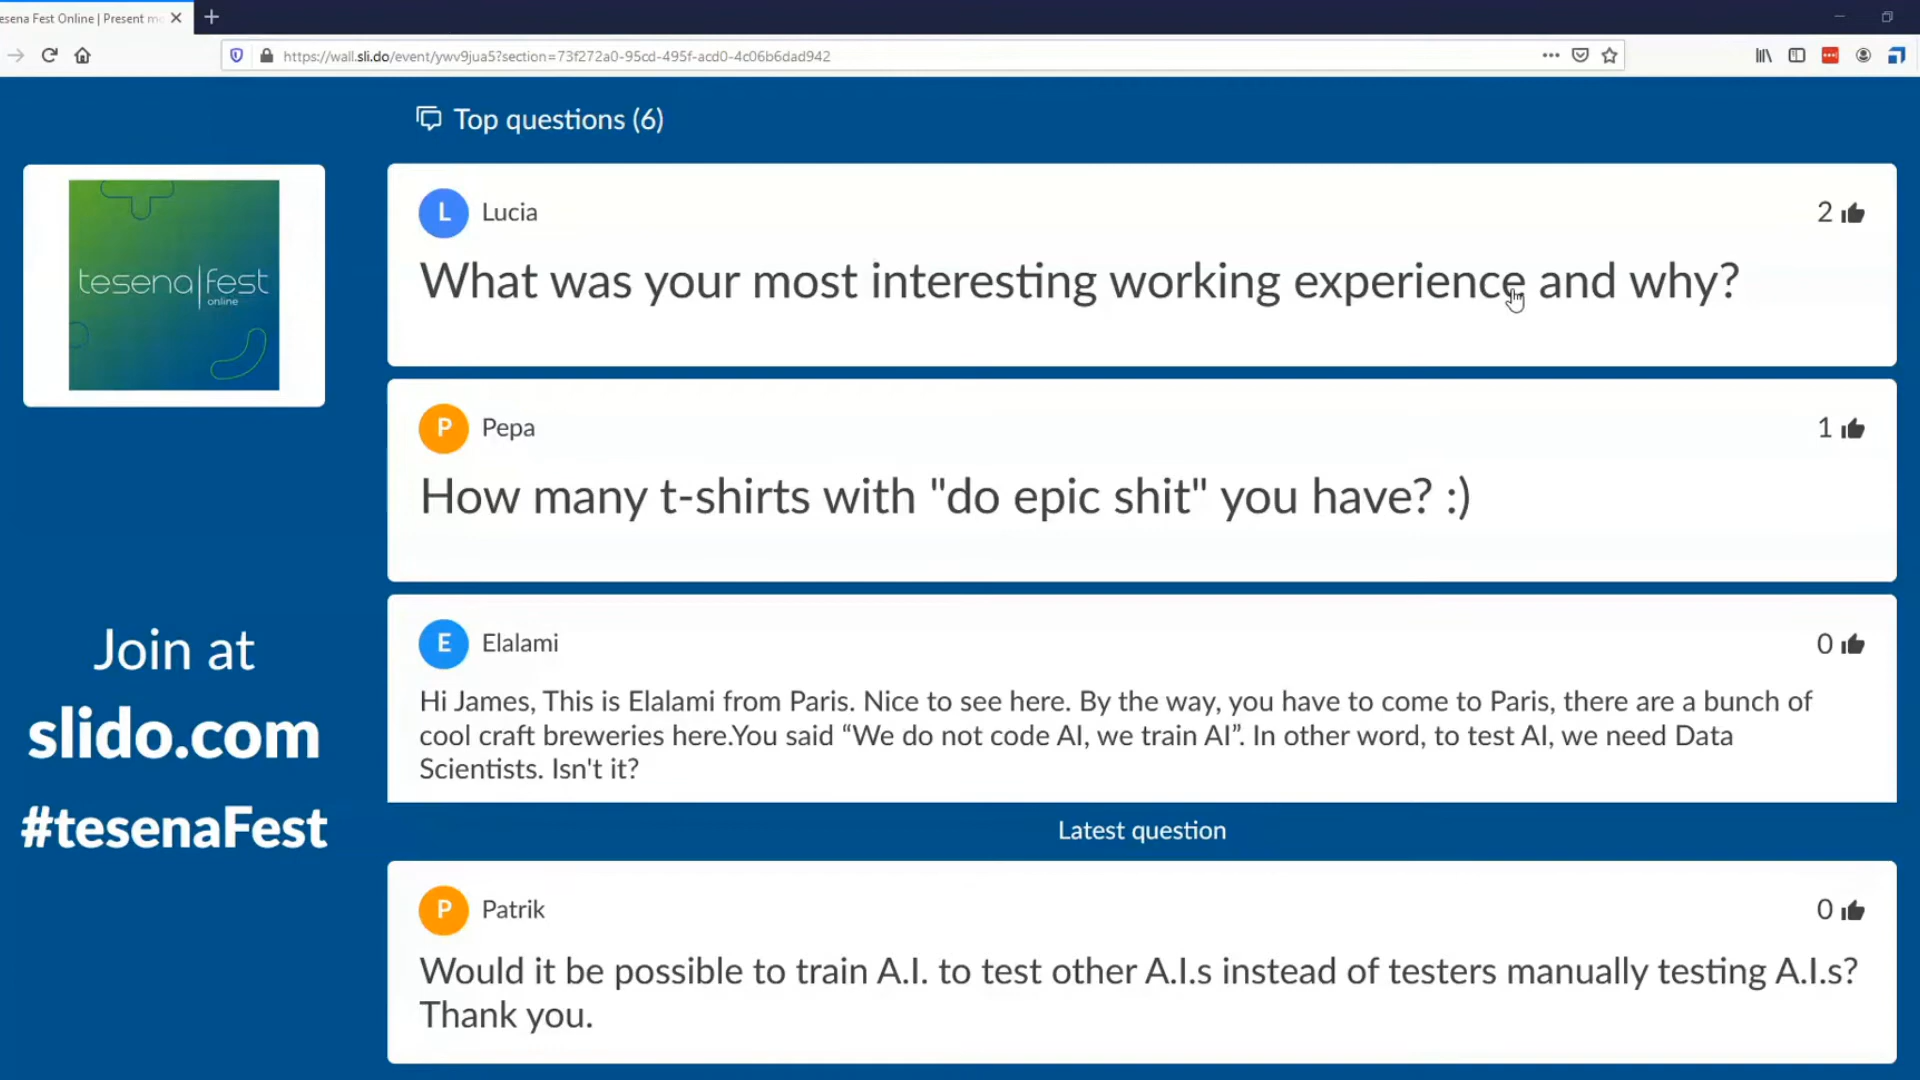 esena Fest Online | Present mo
https://wall.sli.do/event/ywv9jua5?section=73f272a0-95cd-495f-acd0-4c06b6dad942
Top questions (6)
tesena|fest
online
L Lucia 2
What was your most interesting working experience and why?
P Pepa 1
How many t-shirts with "do epic shit" you have? :)
E Elalami 0
Hi James, This is Elalami from Paris. Nice to see here. By the way, you have to come to Paris, there are a bunch of
cool craft breweries here.You said “We do not code AI, we train AI”. In other word, to test AI, we need Data
Scientists. Isn't it?
Join at
slido.com
#tesenaFest
Latest question
P Patrik 0
Would it be possible to train A.I. to test other A.I.s instead of testers manually testing A.I.s?
Thank you.